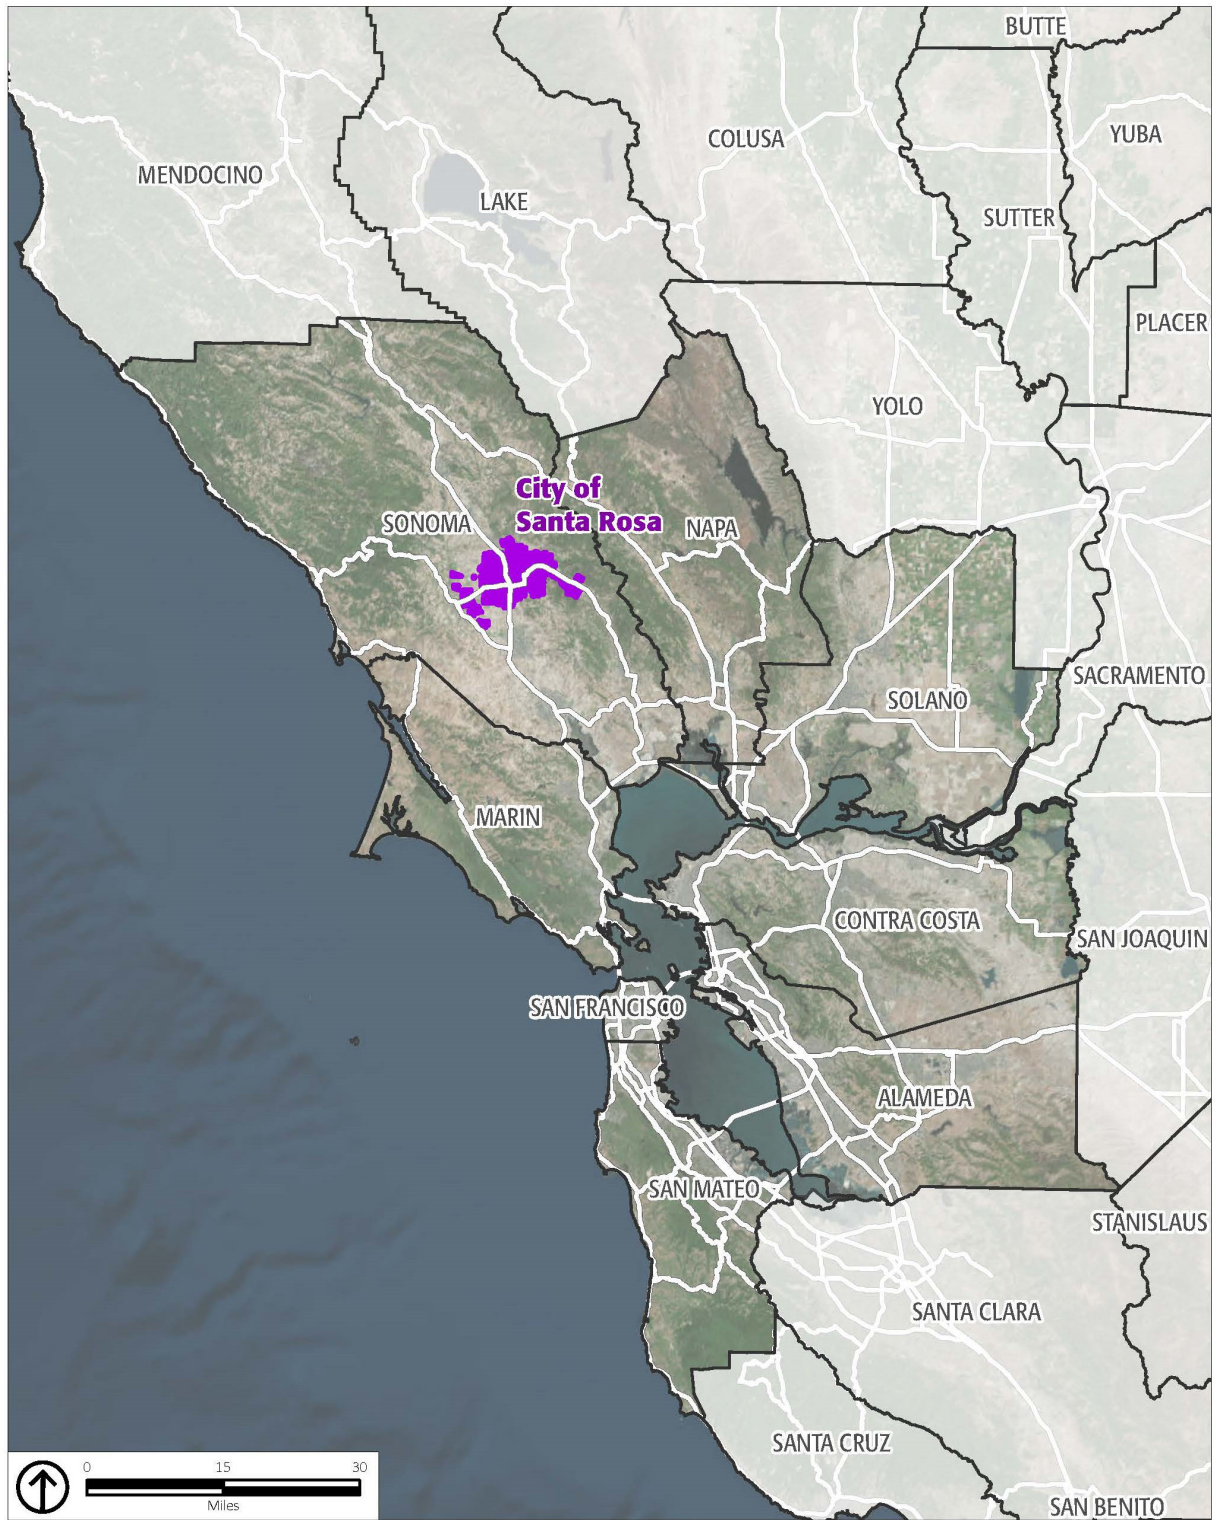 BUTTE
COLUSA
YUBA
MENDOCINO
LAKE
SUTTER
PLACER
YOLO
City of
Santa Rosa
SONOMA
NAPA
SACRAMENTO
SOLANO
MARIN
CONTRA COSTA
SAN JOAQUIN
SAN FRANCISCO
ALAMEDA
SAN MATEO
STANISLAUS
SANTA CLARA
SANTA CRUZ
SAN BENITO
0 15 30
Miles